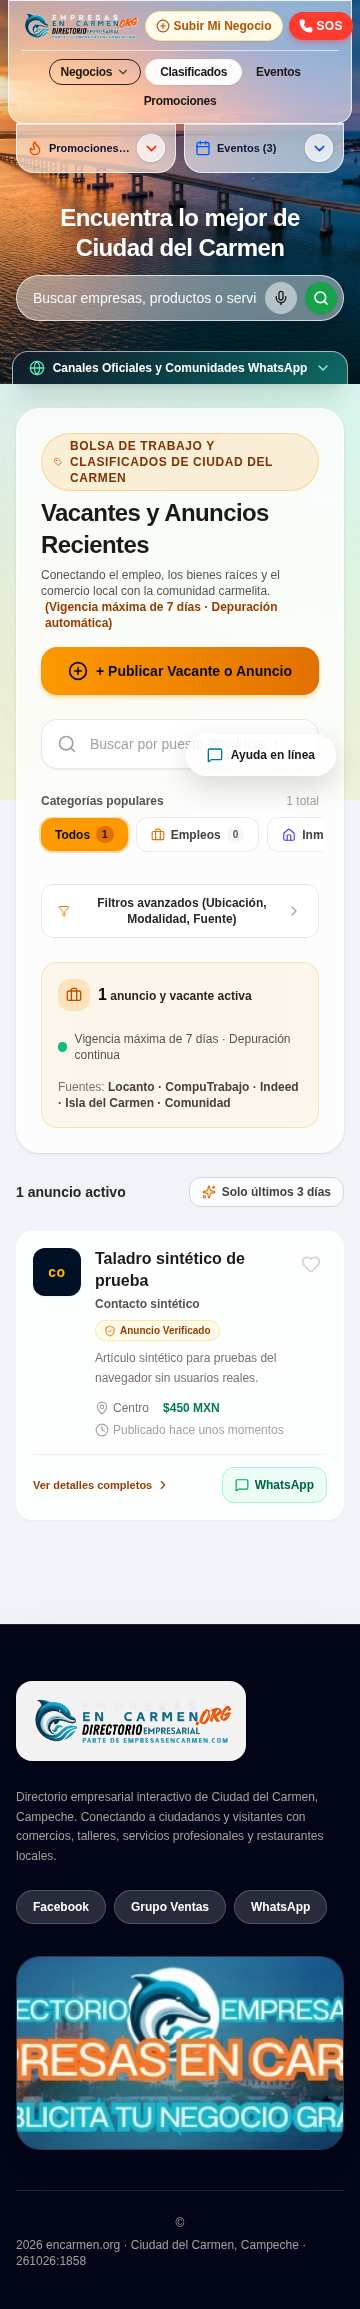 EMPRESAS
EN CARMEN
.ORG
DIRECTORIO EMPRESARIAL
Subir Mi Negocio
SOS
Negocios
Clasificados
Eventos
Promociones
Promociones...
Eventos (3)
Encuentra lo mejor de
Ciudad del Carmen
Buscar empresas, productos o servi
Canales Oficiales y Comunidades WhatsApp
BOLSA DE TRABAJO Y
CLASIFICADOS DE CIUDAD DEL
CARMEN
Vacantes y Anuncios
Recientes
Conectando el empleo, los bienes raíces y el
comercio local con la comunidad carmelita.
(Vigencia máxima de 7 días · Depuración
automática)
+ Publicar Vacante o Anuncio
Buscar por pues
Ayuda en línea
Categorías populares
1 total
Todos 1
Empleos 0
Inm
Filtros avanzados (Ubicación,
Modalidad, Fuente)
1 anuncio y vacante activa
Vigencia máxima de 7 días · Depuración
continua
Fuentes: Locanto · CompuTrabajo · Indeed
· Isla del Carmen · Comunidad
1 anuncio activo
Solo últimos 3 días
CO
Taladro sintético de
prueba
Contacto sintético
Anuncio Verificado
Artículo sintético para pruebas del
navegador sin usuarios reales.
Centro
$450 MXN
Publicado hace unos momentos
Ver detalles completos
WhatsApp
EN CARMEN
.ORG
DIRECTORIO EMPRESARIAL
PARTE DE EMPRESASENCARMEN.COM
Directorio empresarial interactivo de Ciudad del Carmen,
Campeche. Conectando a ciudadanos y visitantes con
comercios, talleres, servicios profesionales y restaurantes
locales.
Facebook
Grupo Ventas
WhatsApp
ECTORIO EMPRESA
PRESAS EN CAR
BLICITA TU NEGOCIO GRA
©
2026 encarmen.org · Ciudad del Carmen, Campeche ·
261026:1858